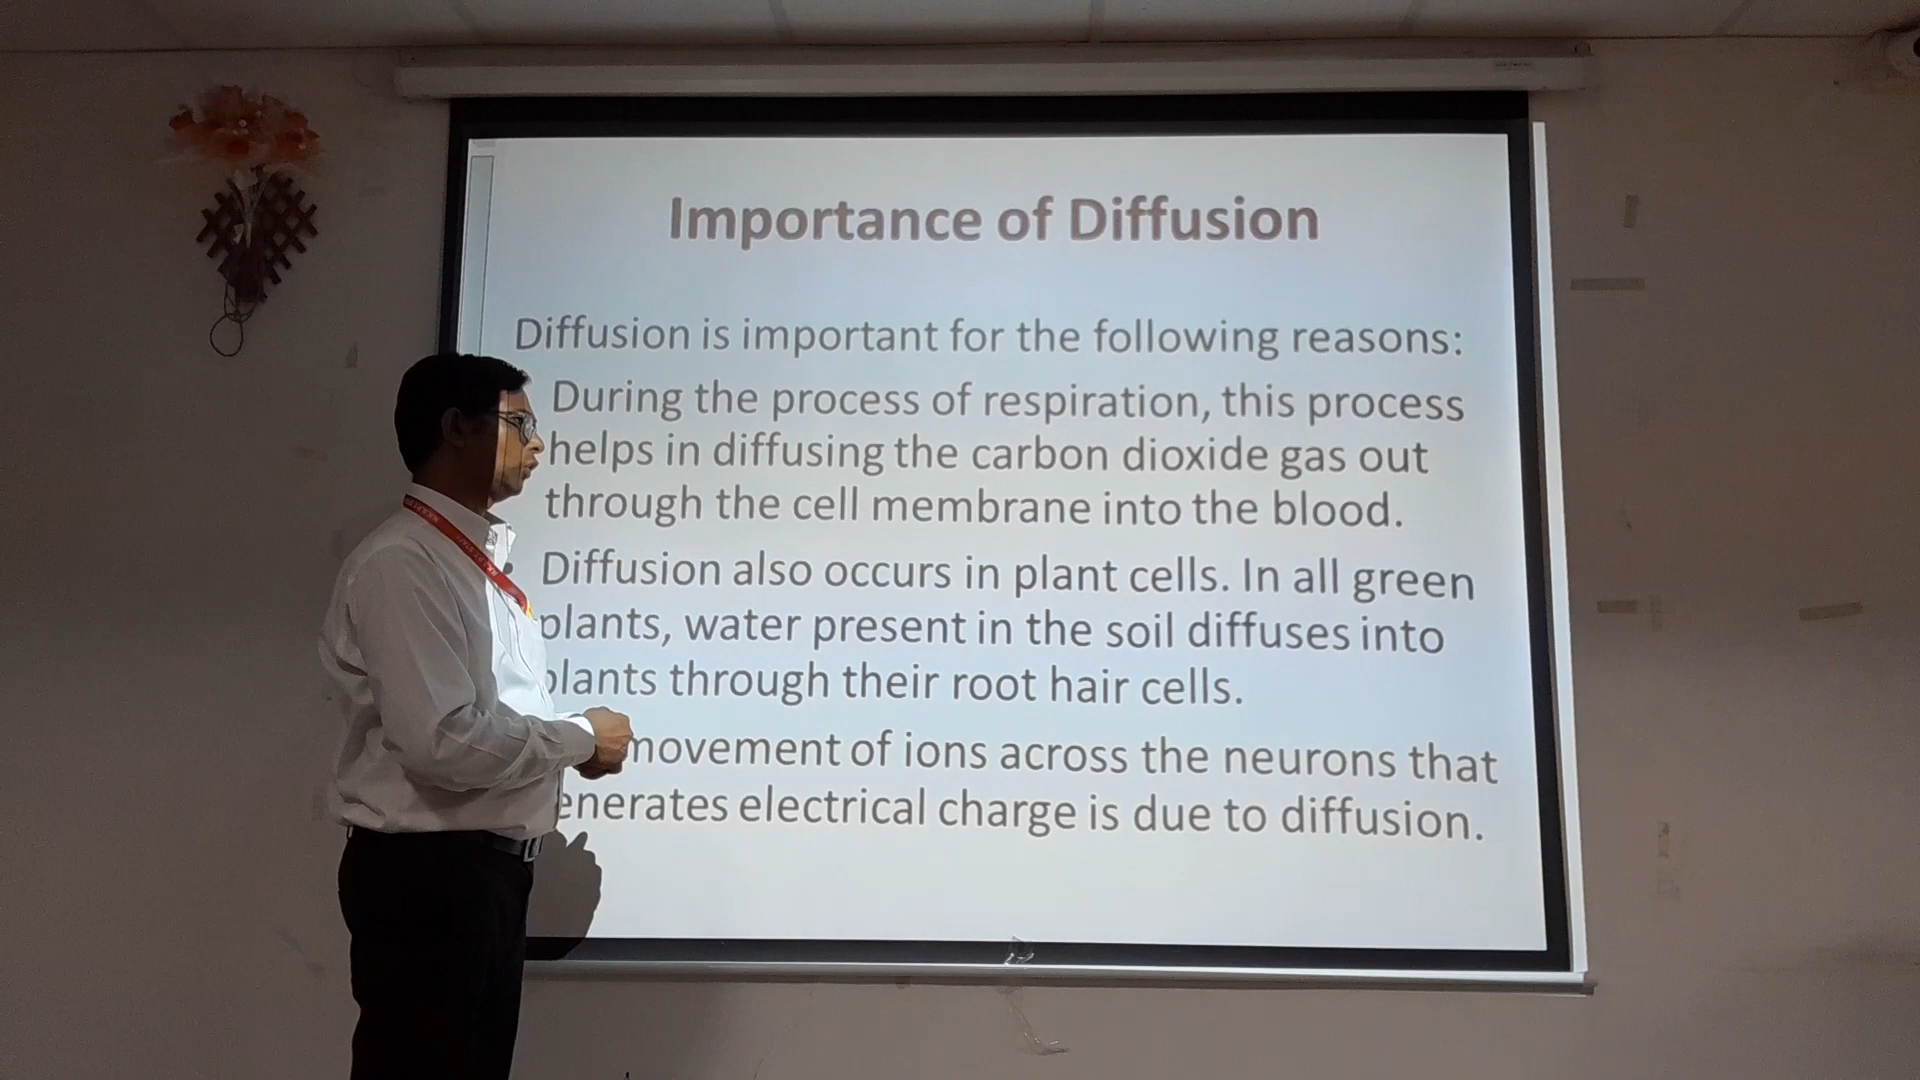 Importance of Diffusion
Diffusion is important for the following reasons:
During the process of respiration, this process
helps in diffusing the carbon dioxide gas out
through the cell membrane into the blood.
• Diffusion also occurs in plant cells. In all green
plants, water present in the soil diffuses into
plants through their root hair cells.
movement of ions across the neurons that
enerates electrical charge is due to diffusion.